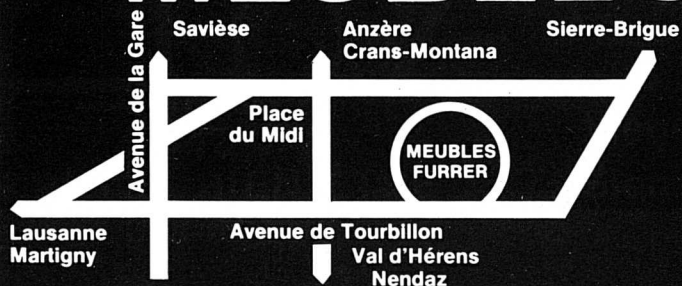 Avenue de la Gare
Savièse
Anzère
Crans-Montana
Sierre-Brigue
Place
du Midi
MEUBLES
FURRER
Lausanne
Martigny
Avenue de Tourbillon
Val d'Hérens
Nendaz